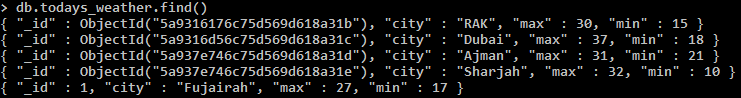 > db.todays_weather.find()
{ "_id" : ObjectId("5a9316176c75d569d618a31b"), "city" : "RAK", "max" : 30, "min" : 15 }
{ "_id" : ObjectId("5a9316d56c75d569d618a31c"), "city" : "Dubai", "max" : 37, "min" : 18 }
{ "_id" : ObjectId("5a937e746c75d569d618a31d"), "city" : "Ajman", "max" : 31, "min" : 21 }
{ "_id" : ObjectId("5a937e746c75d569d618a31e"), "city" : "Sharjah", "max" : 32, "min" : 10 }
{ "_id" : 1, "city" : "Fujairah", "max" : 27, "min" : 17 }